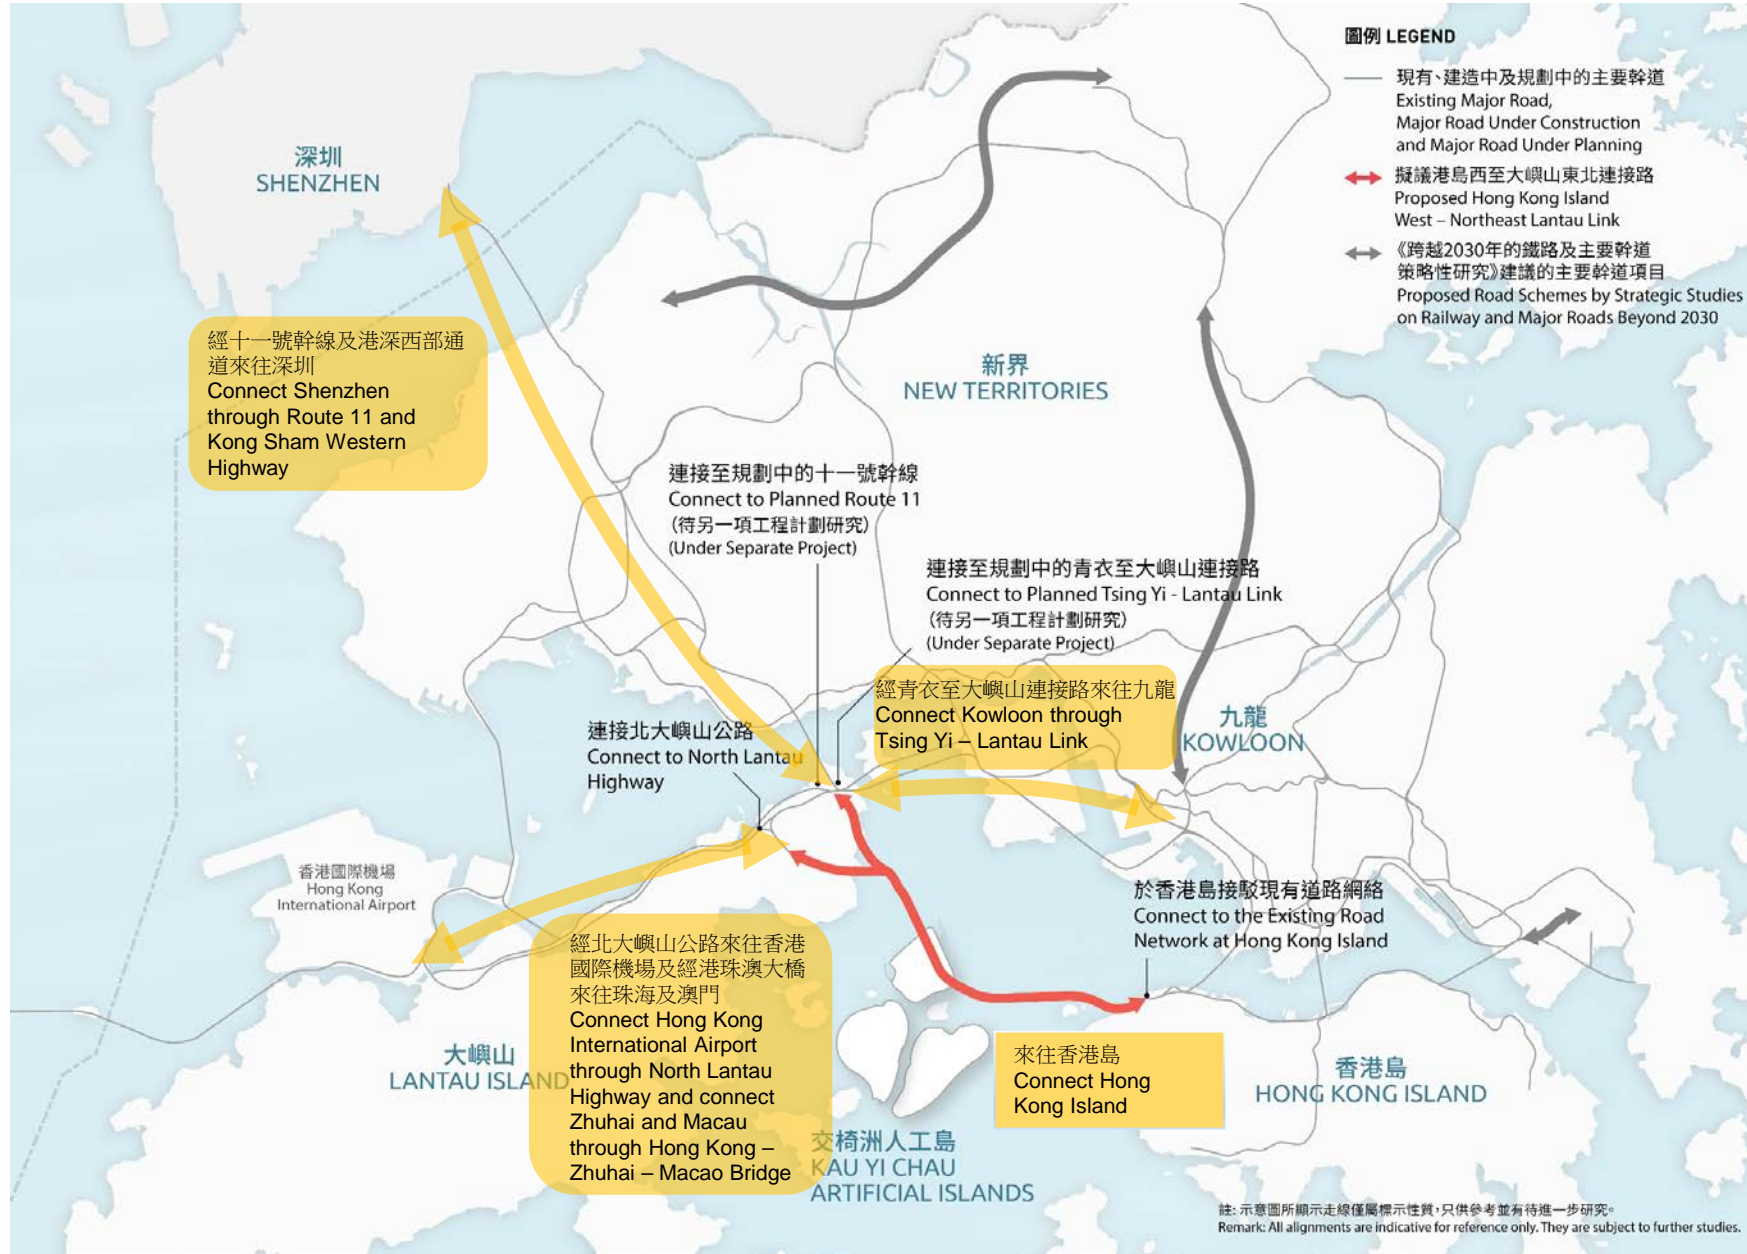 圖例 LEGEND
現有、建造中及規劃中的主要幹道
Existing Major Road,
Major Road Under Construction
and Major Road Under Planning
擬議港島西至大嶼山東北連接路
Proposed Hong Kong Island
West – Northeast Lantau Link
《跨越2030年的鐵路及主要幹道
策略性研究》建議的主要幹道項目
Proposed Road Schemes by Strategic Studies
on Railway and Major Roads Beyond 2030
深圳
SHENZHEN
經十一號幹線及港深西部通
道來往深圳
Connect Shenzhen
through Route 11 and
Kong Sham Western
Highway
新界
NEW TERRITORIES
連接至規劃中的十一號幹線
Connect to Planned Route 11
(待另一項工程計劃研究)
(Under Separate Project)
連接至規劃中的青衣至大嶼山連接路
Connect to Planned Tsing Yi - Lantau Link
(待另一項工程計劃研究)
(Under Separate Project)
經青衣至大嶼山連接路來往九龍
Connect Kowloon through
Tsing Yi – Lantau Link
九龍
KOWLOON
連接北大嶼山公路
Connect to North Lantau
Highway
香港國際機場
Hong Kong
International Airport
於香港島接駁現有道路網絡
Connect to the Existing Road
Network at Hong Kong Island
經北大嶼山公路來往香港
國際機場及經港珠澳大橋
來往珠海及澳門
Connect Hong Kong
International Airport
through North Lantau
Highway and connect
Zhuhai and Macau
through Hong Kong –
Zhuhai – Macao Bridge
大嶼山
LANTAU ISLAND
來往香港島
Connect Hong
Kong Island
香港島
HONG KONG ISLAND
交椅洲人工島
KAU YI CHAU
ARTIFICIAL ISLANDS
註: 示意圖所顯示走線僅屬標示性質，只供參考並有待進一步研究。
Remark: All alignments are indicative for reference only. They are subject to further studies.